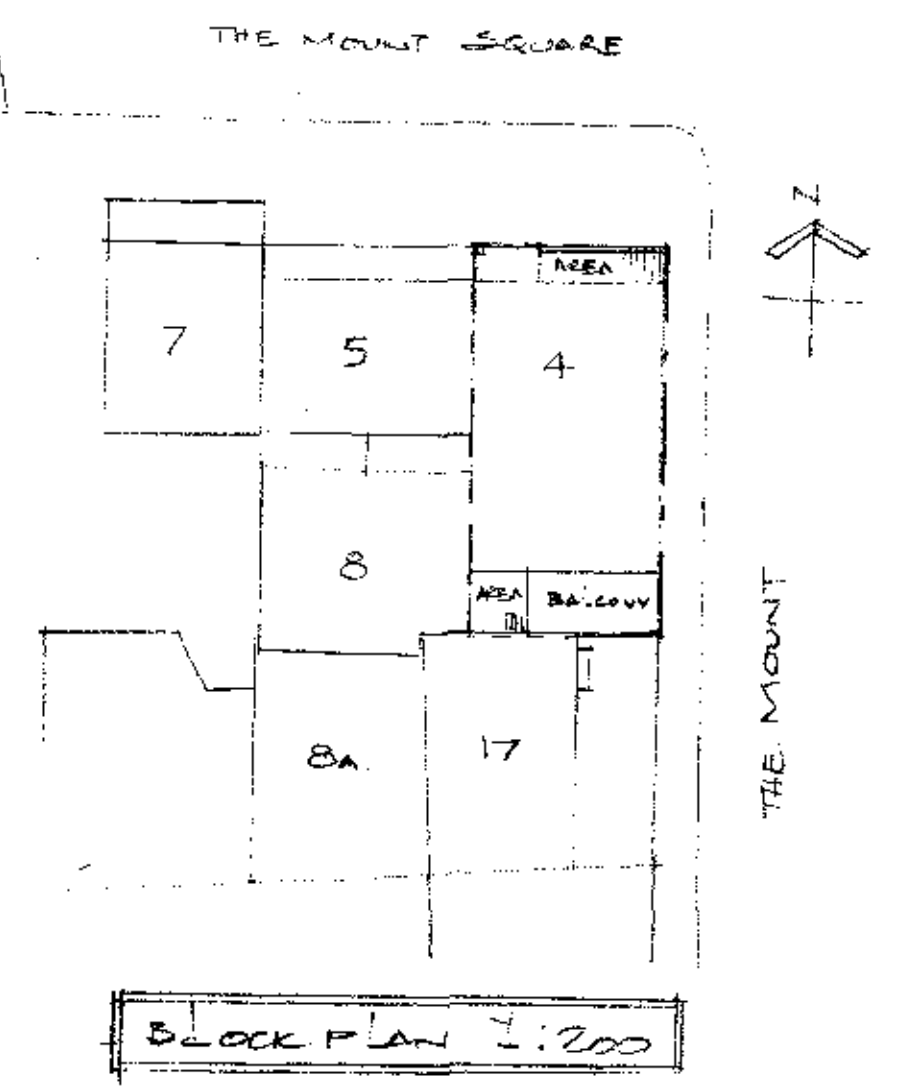 THE MOUNT SQUARE
N
AREA
7
5
4
8
AREA
BALCONY
THE MOUNT
8A
17
BLOCK PLAN 1:200